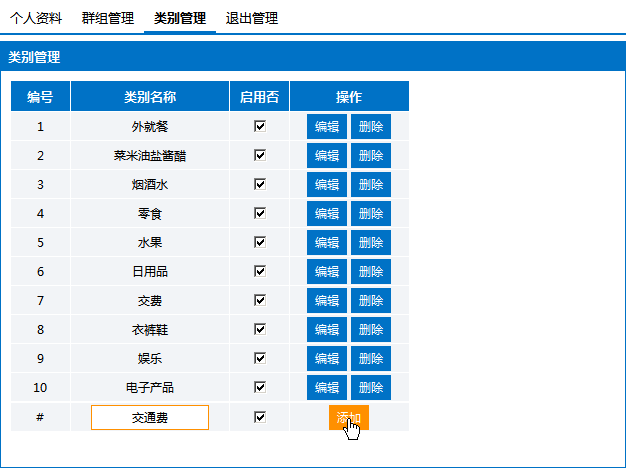 个人资料 群组管理 类别管理 退出管理
类别管理
编号 类别名称 启用否 操作
1 外就餐 编辑 删除
2 菜米油盐酱醋 编辑 删除
3 烟酒水 编辑 删除
4 零食 编辑 删除
5 水果 编辑 删除
6 日用品 编辑 删除
7 交费 编辑 删除
8 衣裤鞋 编辑 删除
9 娱乐 编辑 删除
10 电子产品 编辑 删除
# 交通费 添加